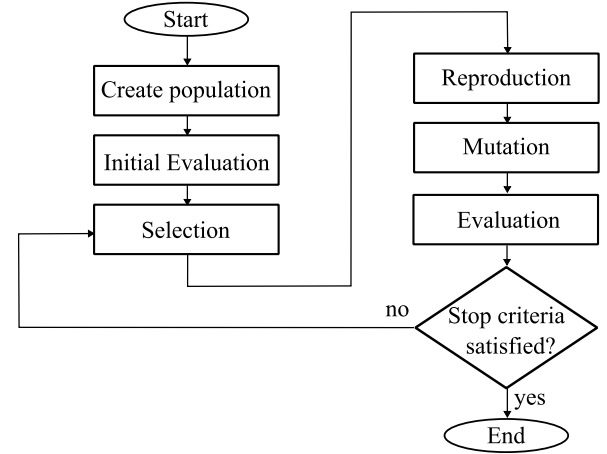 Start
Create population
Initial Evaluation
Selection
Reproduction
Mutation
Evaluation
Stop criteria
satisfied?
no
yes
End